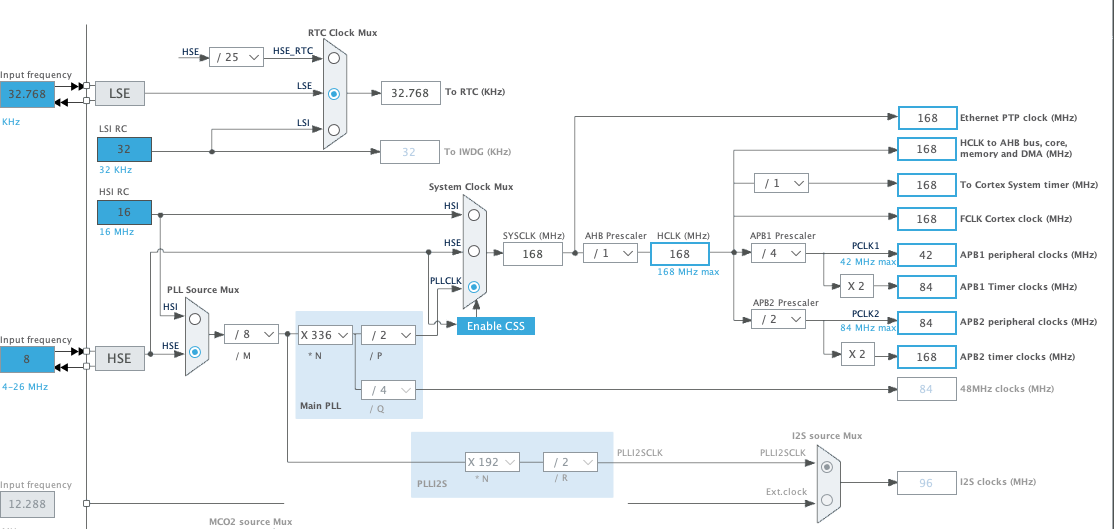 RTC Clock Mux
HSE
/ 25
HSE_RTC
Input frequency
32.768
KHz
LSE
LSE
32.768
To RTC (KHz)
LSI RC
32
32 KHz
LSI
32
To IWDG (KHz)
HSI RC
16
16 MHz
System Clock Mux
HSI
HSE
PLLCLK
SYSCLK (MHz)
168
AHB Prescaler
/ 1
HCLK (MHz)
168
168 MHz max
Enable CSS
168
Ethernet PTP clock (MHz)
168
HCLK to AHB bus, core,
memory and DMA (MHz)
/ 1
168
To Cortex System timer (MHz)
168
FCLK Cortex clock (MHz)
APB1 Prescaler
/ 4
PCLK1
42 MHz max
42
APB1 peripheral clocks (MHz)
X 2
84
APB1 Timer clocks (MHz)
APB2 Prescaler
/ 2
PCLK2
84 MHz max
84
APB2 peripheral clocks (MHz)
X 2
168
APB2 timer clocks (MHz)
84
48MHz clocks (MHz)
PLL Source Mux
HSI
HSE
Input frequency
8
4-26 MHz
HSE
/ 8
/ M
X 336
* N
/ 2
/ P
/ 4
/ Q
Main PLL
PLLI2S
X 192
* N
/ 2
/ R
PLLI2SCLK
I2S source Mux
PLLI2SCLK
Ext.clock
96
I2S clocks (MHz)
Input frequency
12.288
MCO2 source Mux